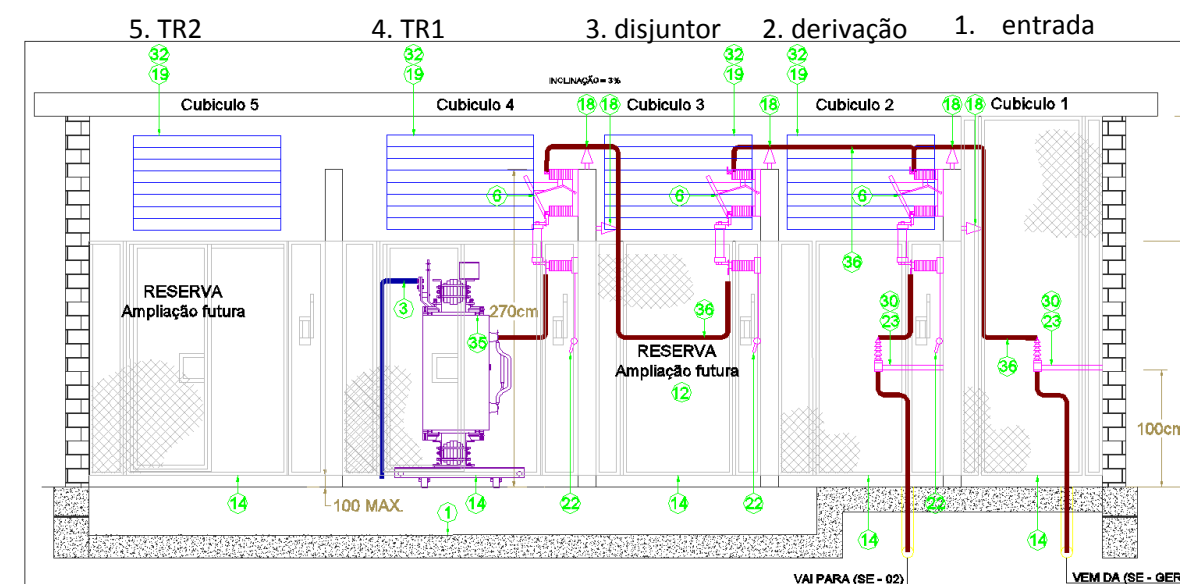 5. TR2
4. TR1
3. disjuntor
2. derivação
1. entrada
32
19
32
19
32
19
32
19
INCLINAÇÃO = 3%
Cubiculo 5
Cubiculo 4
18
18
Cubiculo 3
18
Cubiculo 2
18
18
Cubiculo 1
6
6
6
36
RESERVA
Ampliação futura
3
270cm
35
36
RESERVA
Ampliação futura
12
30
23
30
23
36
100cm
14
100 MAX.
14
22
14
22
22
1
14
14
VAI PARA (SE - 02)
VEM DA (SE - GER